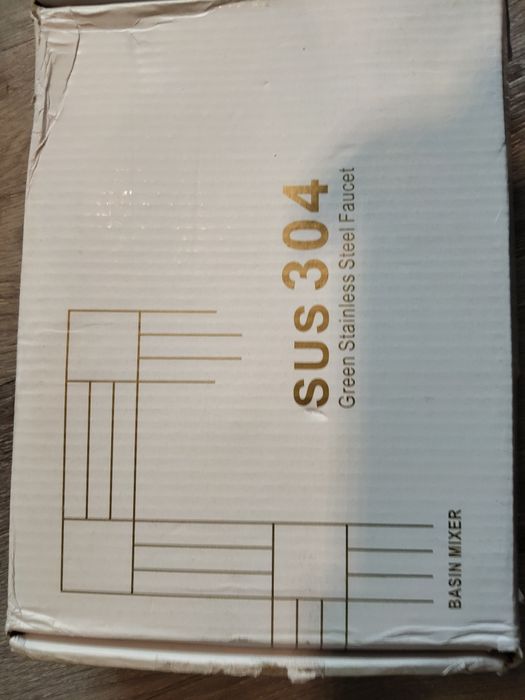 SUS 304
Green Stainless Steel Faucet
BASIN MIXER